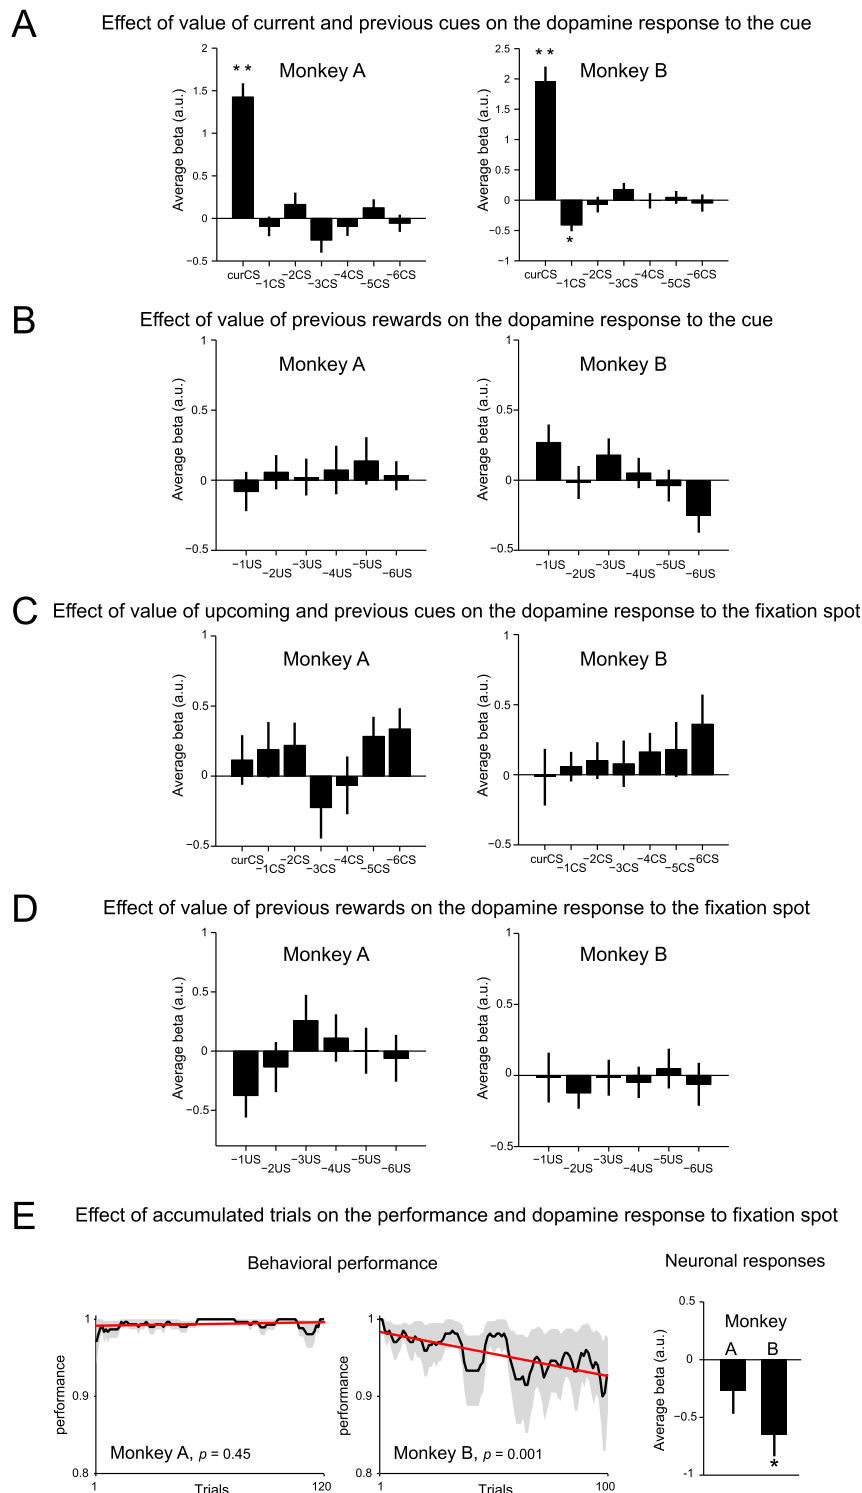 A
Effect of value of current and previous cues on the dopamine response to the cue
Monkey A
Average beta (a.u.)
2
1.5
1
0.5
0
−0.5
**
curCS −1CS −2CS −3CS −4CS −5CS −6CS
Monkey B
Average beta (a.u.)
2.5
2
1.5
1
0.5
0
−0.5
−1
**
*
curCS −1CS −2CS −3CS −4CS −5CS −6CS
B
Effect of value of previous rewards on the dopamine response to the cue
Monkey A
Average beta (a.u.)
1
0.5
0
−0.5
−1US −2US −3US −4US −5US −6US
Monkey B
Average beta (a.u.)
1
0.5
0
−0.5
−1US −2US −3US −4US −5US −6US
C
Effect of value of upcoming and previous cues on the dopamine response to the fixation spot
Monkey A
Average beta (a.u.)
1
0.5
0
−0.5
curCS −1CS −2CS −3CS −4CS −5CS −6CS
Monkey B
Average beta (a.u.)
1
0.5
0
−0.5
curCS −1CS −2CS −3CS −4CS −5CS −6CS
D
Effect of value of previous rewards on the dopamine response to the fixation spot
Monkey A
Average beta (a.u.)
1
0.5
0
−0.5
−1US −2US −3US −4US −5US −6US
Monkey B
Average beta (a.u.)
1
0.5
0
−0.5
−1US −2US −3US −4US −5US −6US
E
Effect of accumulated trials on the performance and dopamine response to fixation spot
Behavioral performance
performance
1
0.9
0.8
Monkey A, p = 0.45
1 120
Trials
performance
1
0.9
0.8
Monkey B, p = 0.001
1 100
Trials
Neuronal responses
Monkey
A B
Average beta (a.u.)
0.5
0
−0.5
−1
*